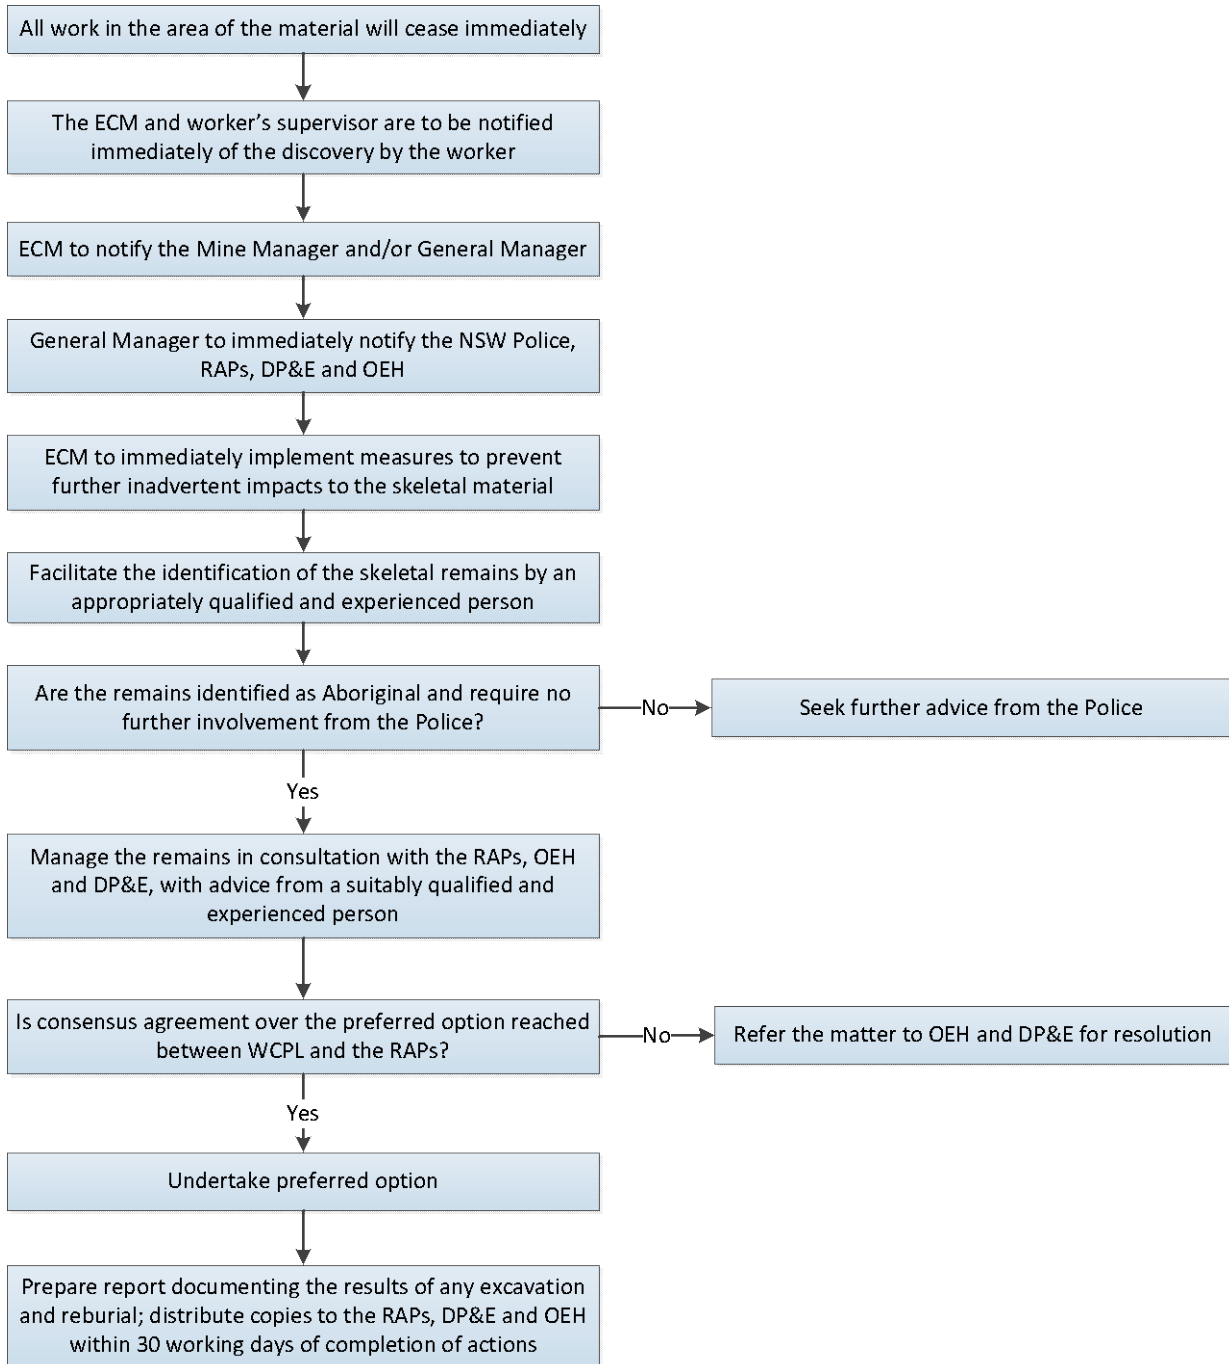 All work in the area of the material will cease immediately
The ECM and worker’s supervisor are to be notified
immediately of the discovery by the worker
ECM to notify the Mine Manager and/or General Manager
General Manager to immediately notify the NSW Police,
RAPs, DP&E and OEH
ECM to immediately implement measures to prevent
further inadvertent impacts to the skeletal material
Facilitate the identification of the skeletal remains by an
appropriately qualified and experienced person
Are the remains identified as Aboriginal and require no
further involvement from the Police?
No
Seek further advice from the Police
Yes
Manage the remains in consultation with the RAPs, OEH
and DP&E, with advice from a suitably qualified and
experienced person
Is consensus agreement over the preferred option reached
between WCPL and the RAPs?
No
Refer the matter to OEH and DP&E for resolution
Yes
Undertake preferred option
Prepare report documenting the results of any excavation
and reburial; distribute copies to the RAPs, DP&E and OEH
within 30 working days of completion of actions